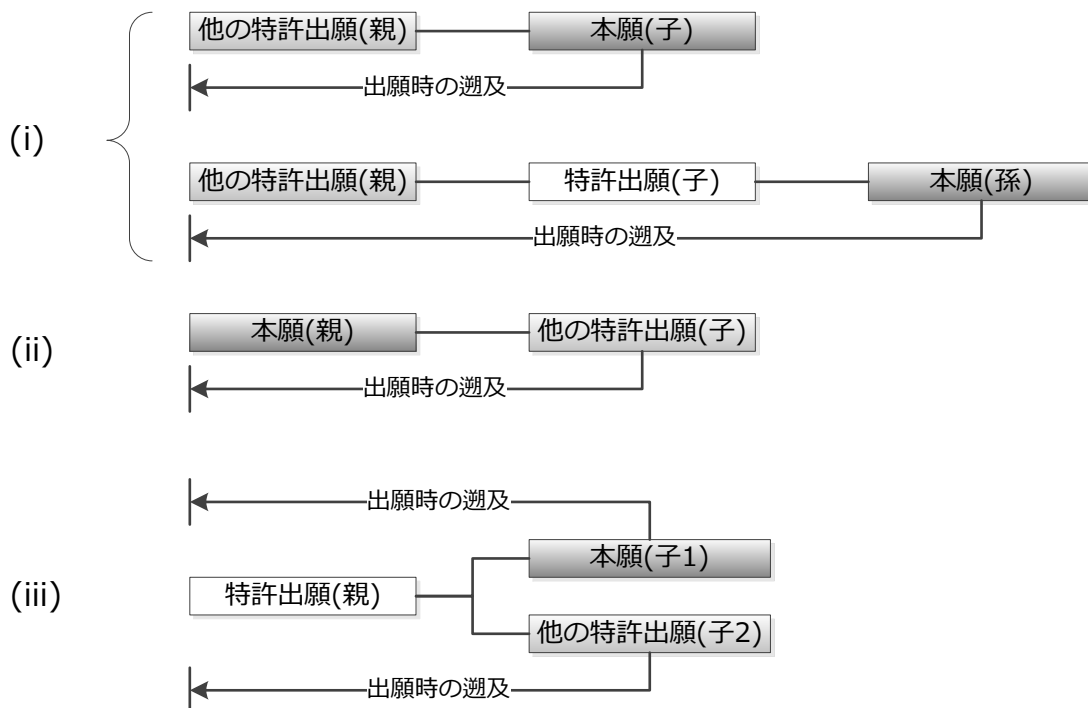 他の特許出願(親)
本願(子)
出願時の遡及
(i)
他の特許出願(親)
特許出願(子)
本願(孫)
出願時の遡及
(ii)
本願(親)
他の特許出願(子)
出願時の遡及
出願時の遡及
本願(子1)
(iii)
特許出願(親)
他の特許出願(子2)
出願時の遡及